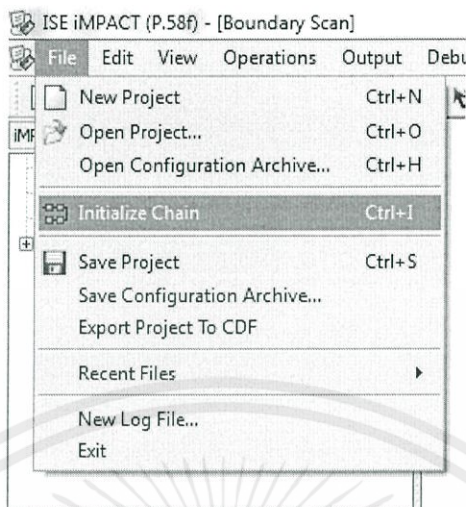 ISE iMPACT (P.58f) - [Boundary Scan]
File Edit View Operations Output Debu
New Project Ctrl+N
Open Project... Ctrl+O
Open Configuration Archive... Ctrl+H
Initialize Chain Ctrl+I
Save Project Ctrl+S
Save Configuration Archive...
Export Project To CDF
Recent Files
New Log File...
Exit